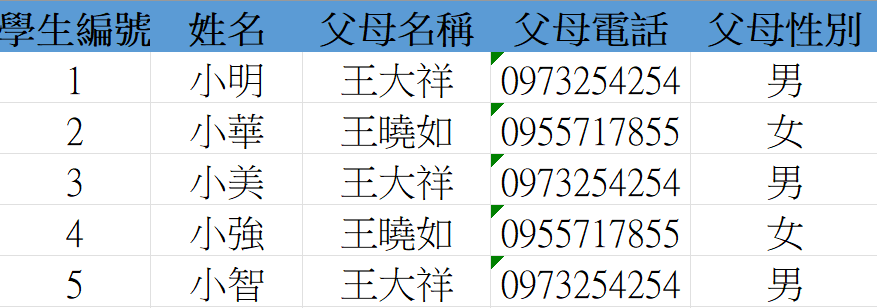 學生編號 姓名 父母名稱 父母電話 父母性別
1 小明 王大祥 0973254254 男
2 小華 王曉如 0955717855 女
3 小美 王大祥 0973254254 男
4 小強 王曉如 0955717855 女
5 小智 王大祥 0973254254 男